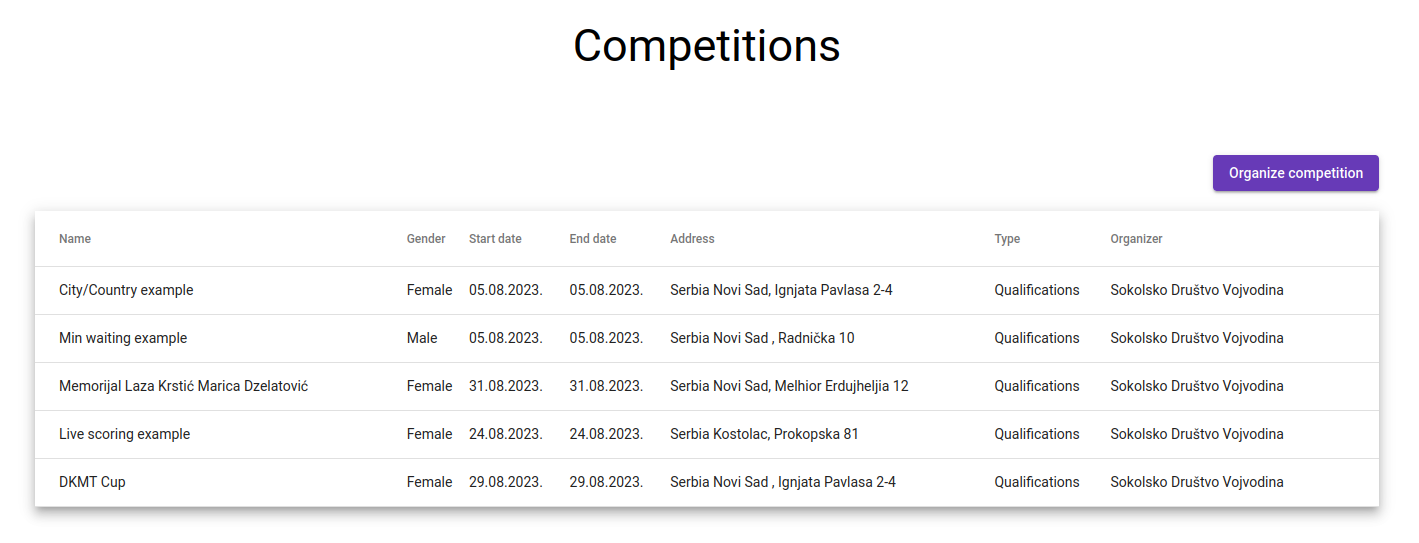 Competitions
Organize competition
Name Gender Start date End date Address Type Organizer
City/Country example Female 05.08.2023. 05.08.2023. Serbia Novi Sad, Ignjata Pavlasa 2-4 Qualifications Sokolsko Društvo Vojvodina
Min waiting example Male 05.08.2023. 05.08.2023. Serbia Novi Sad , Radnička 10 Qualifications Sokolsko Društvo Vojvodina
Memorijal Laza Krstić Marica Dzelatović Female 31.08.2023. 31.08.2023. Serbia Novi Sad, Melhior Erdujheljia 12 Qualifications Sokolsko Društvo Vojvodina
Live scoring example Female 24.08.2023. 24.08.2023. Serbia Kostolac, Prokopska 81 Qualifications Sokolsko Društvo Vojvodina
DKMT Cup Female 29.08.2023. 29.08.2023. Serbia Novi Sad , Ignjata Pavlasa 2-4 Qualifications Sokolsko Društvo Vojvodina